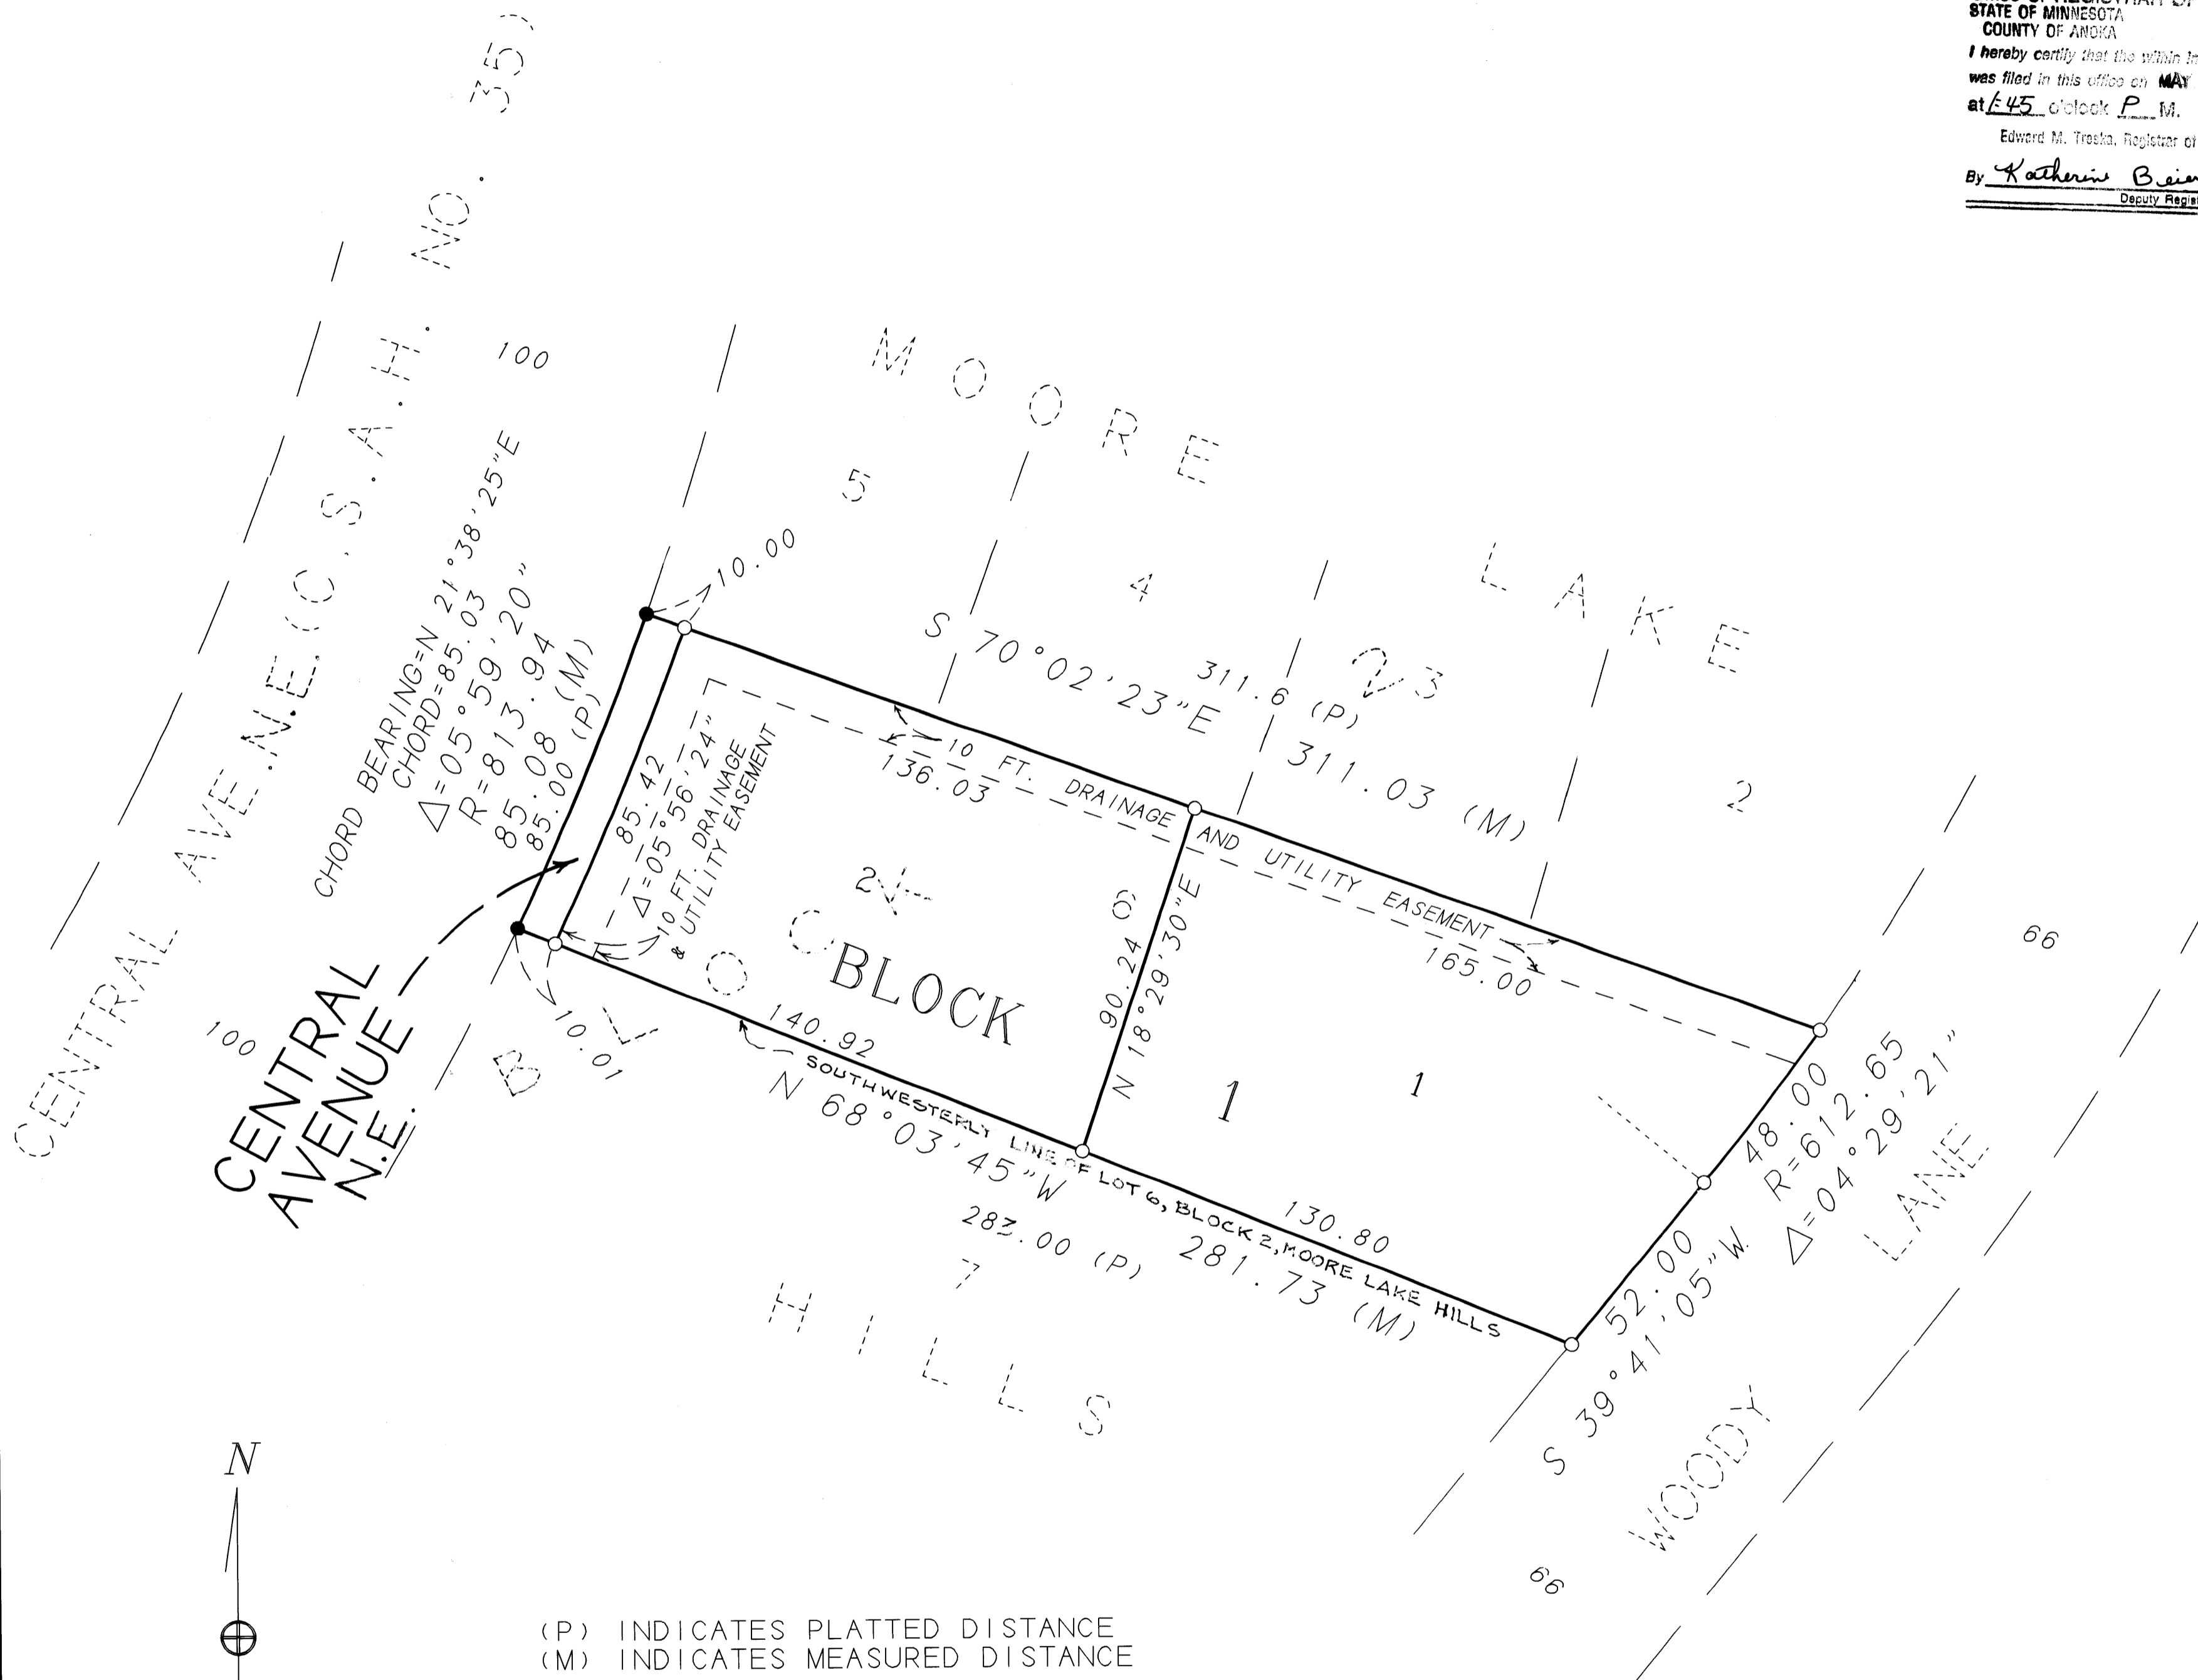 STATE OF MINNESOTA
COUNTY OF ANOKA
I hereby certify that the within
was filed in this office on MAY
at 1:45 o'clock P M.
Edward M. Treska, Registrar of
By Katherine
Deputy
CENTRAL AVE. N.E. (C.S.A.H. NO. 35)
100
MOORE
LAKE
HILLS
5
4
3
2
2
10.00
S 70°02'23"E
311.6 (P)
311.03 (M)
CHORD BEARING=N 21°38'25"E
CHORD=85.03
Δ=05°59'20"
R=813.94
85.08 (M)
85.00 (P)
85.42
Δ=05°56'24"
10 FT. DRAINAGE
& UTILITY EASEMENT
10 FT. DRAINAGE AND UTILITY EASEMENT
136.03
165.00
2
6
90.24
N 18°29'30"E
BLOCK 1
BLOCK
1
140.92
10.01
100
CENTRAL
AVENUE
N.E.
SOUTHWESTERLY LINE OF LOT 6, BLOCK 2, MOORE LAKE HILLS
N 68°03'45"W
130.80
281.73 (M)
7
66
48.00
R=612.65
Δ=04°29'21"
52.00
S 39°41'05"W
WOODY LANE
66
N
(P) INDICATES PLATTED DISTANCE
(M) INDICATES MEASURED DISTANCE